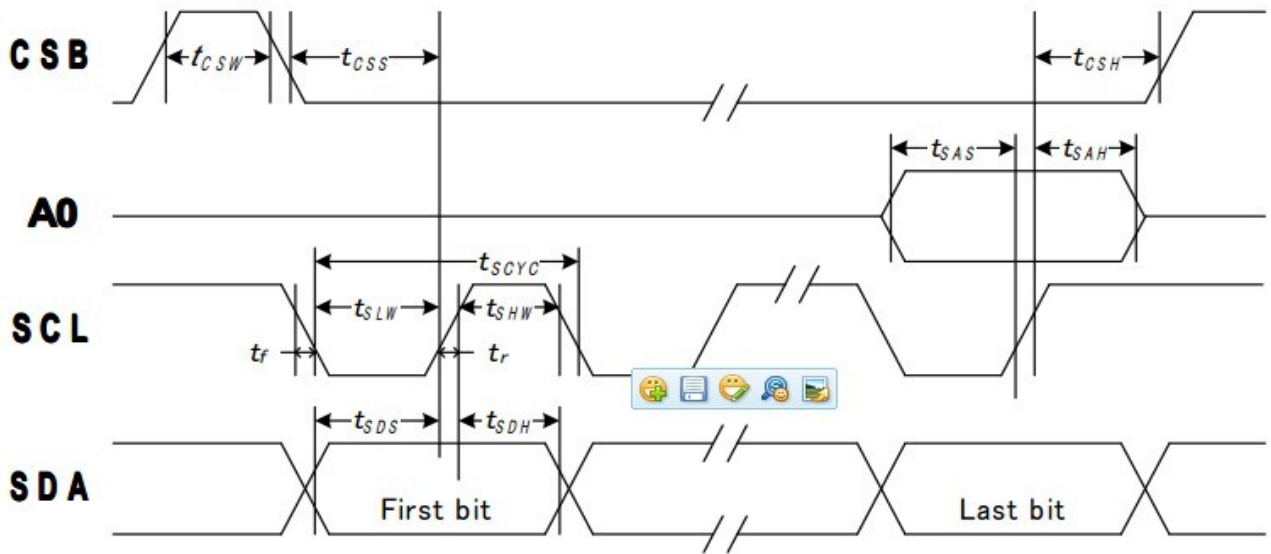 CSB
tCSW
tCSS
tCSH
tSAS
tSAH
A0
tSCYC
tSLW
tSHW
SCL
tf
tr
tSDS
tSDH
SDA
First bit
Last bit